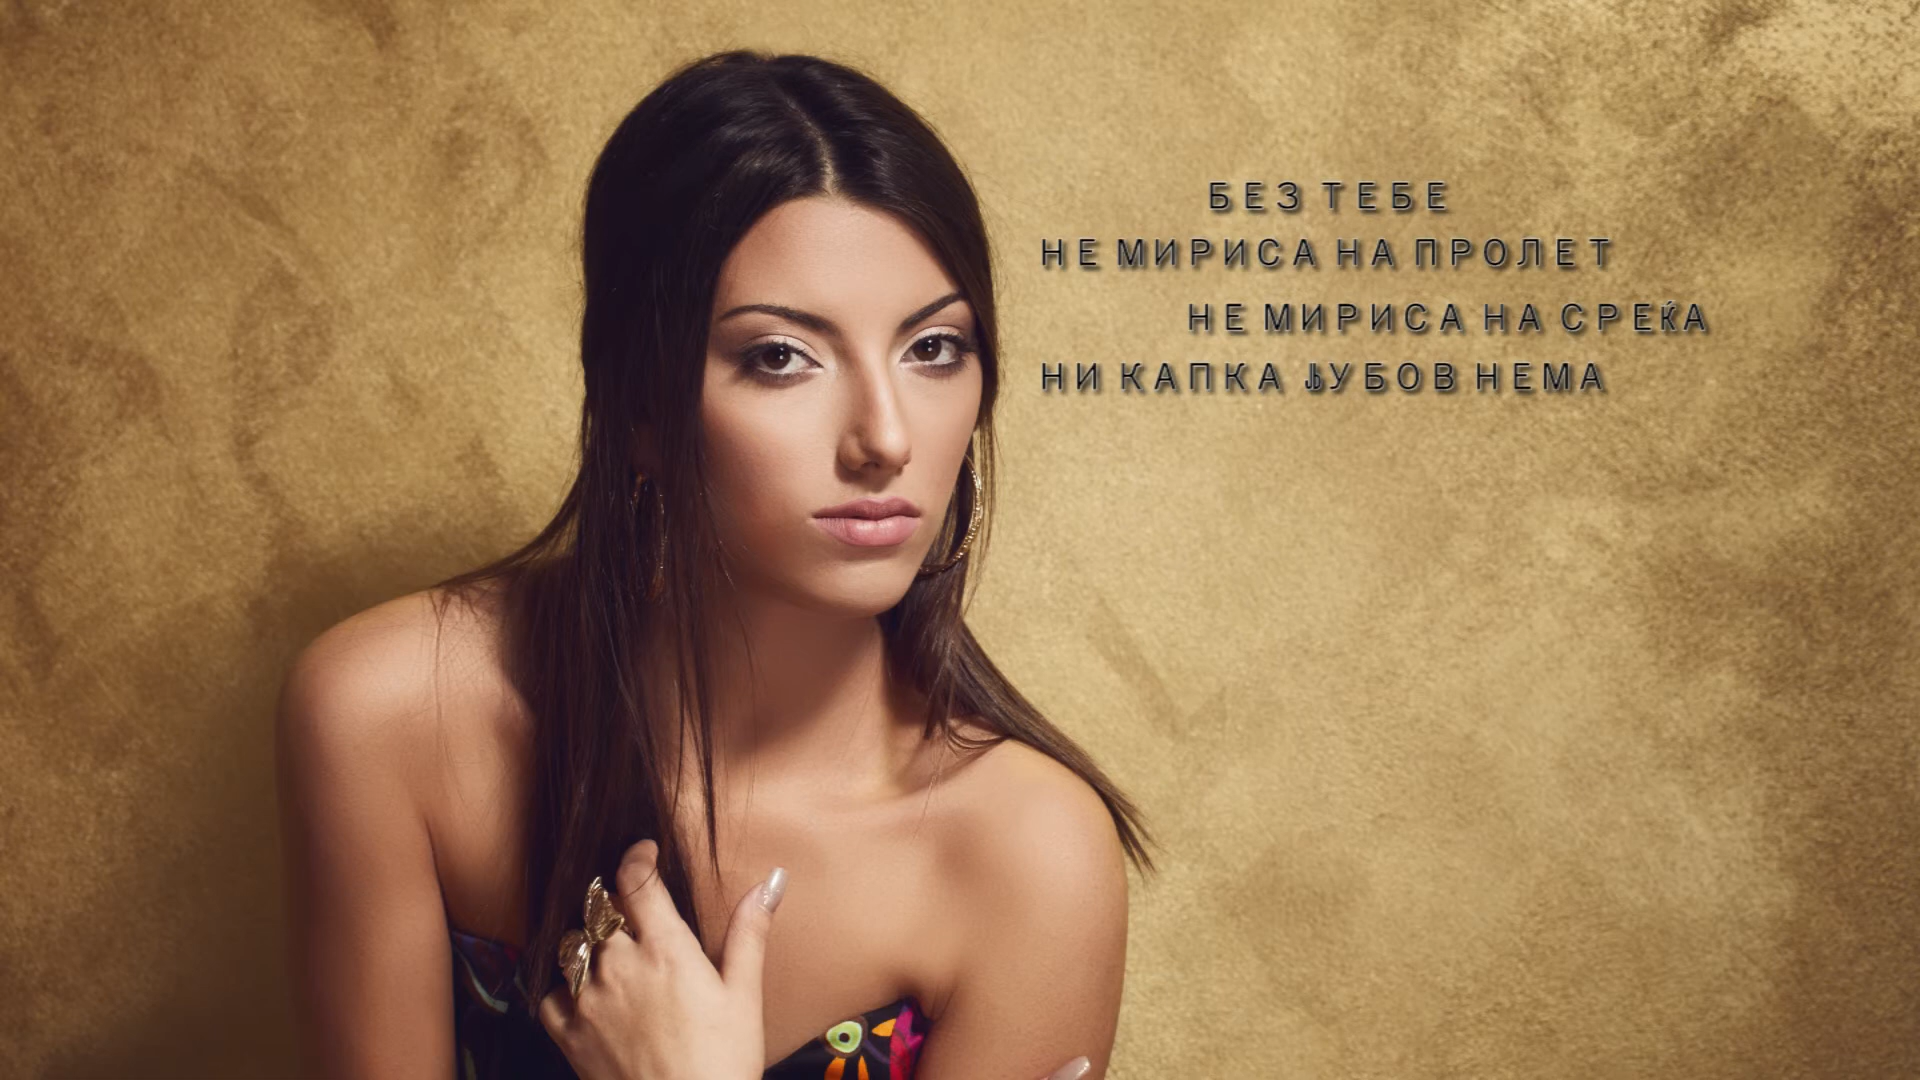 БЕЗ ТЕБЕ
НЕ МИРИСА НА ПРОЛЕТ
НЕ МИРИСА НА СРЕЌА
НИ КАПКА ЉУБОВ НЕМА